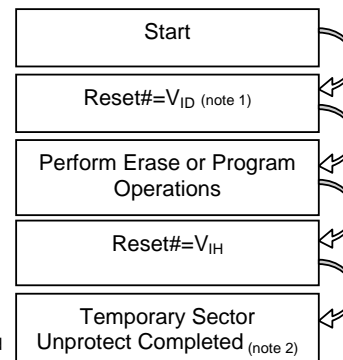 Start
Reset#=VID (note 1)
Perform Erase or Program
Operations
Reset#=VIH
Temporary Sector
Unprotect Completed (note 2)